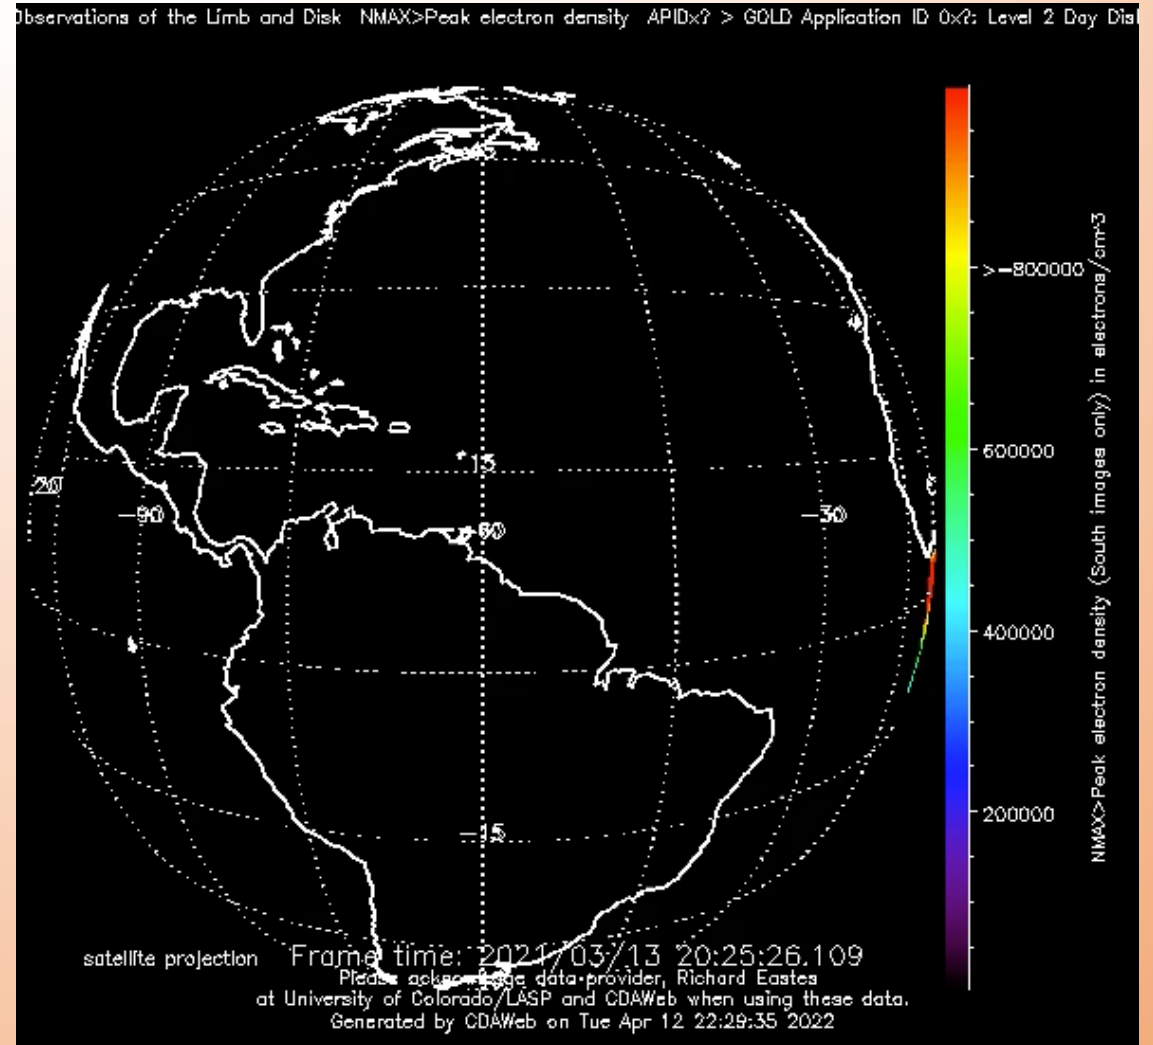 Observations of the Limb and Disk NMAX>Peak electron density APIDx? > GOLD Application ID 0x?: Level 2 Day Dis
15
20
-90
-60
-30
-15
>-800000
600000
400000
200000
NMAX>Peak electron density (South images only) in electrons/cm^3
satellite projection Frame time: 2021/03/13 20:25:26.109
Please acknowledge data-provider, Richard Eastes
at University of Colorado/LASP and CDAWeb when using these data.
Generated by CDAWeb on Tue Apr 12 22:29:35 2022